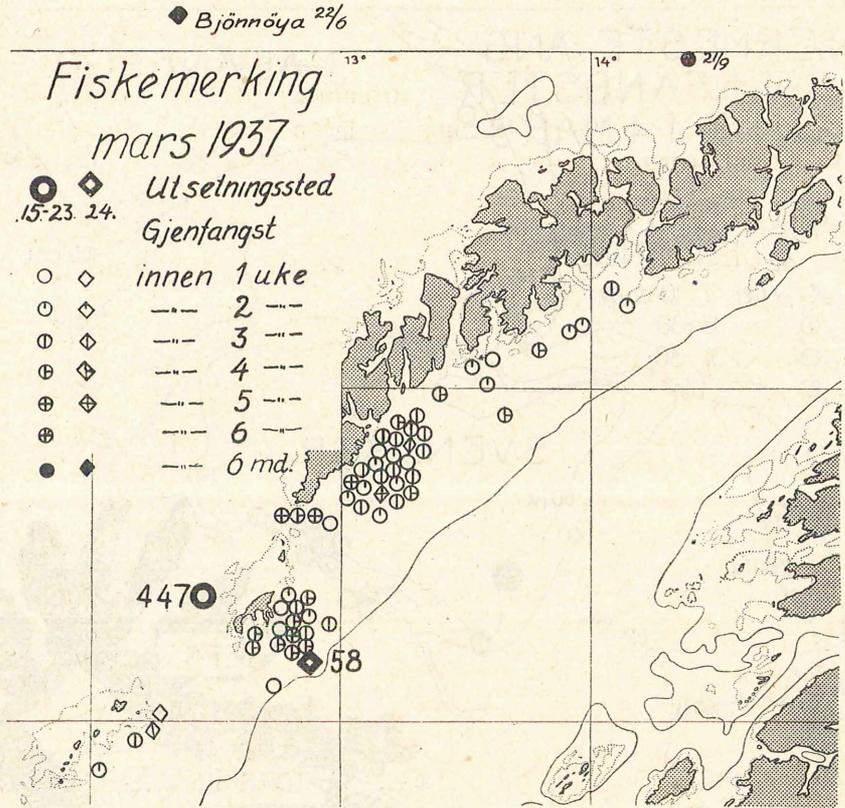 Bjönnöya 22/6
13° 14° 21/9
Fiskemerking
mars 1937
Utsetningssted
15-23. 24.
Gjenfangst
innen 1 uke
—"— 2 —"—
—"— 3 —"—
—"— 4 —"—
—"— 5 —"—
—"— 6 —"—
—"— 6 md.
447
58